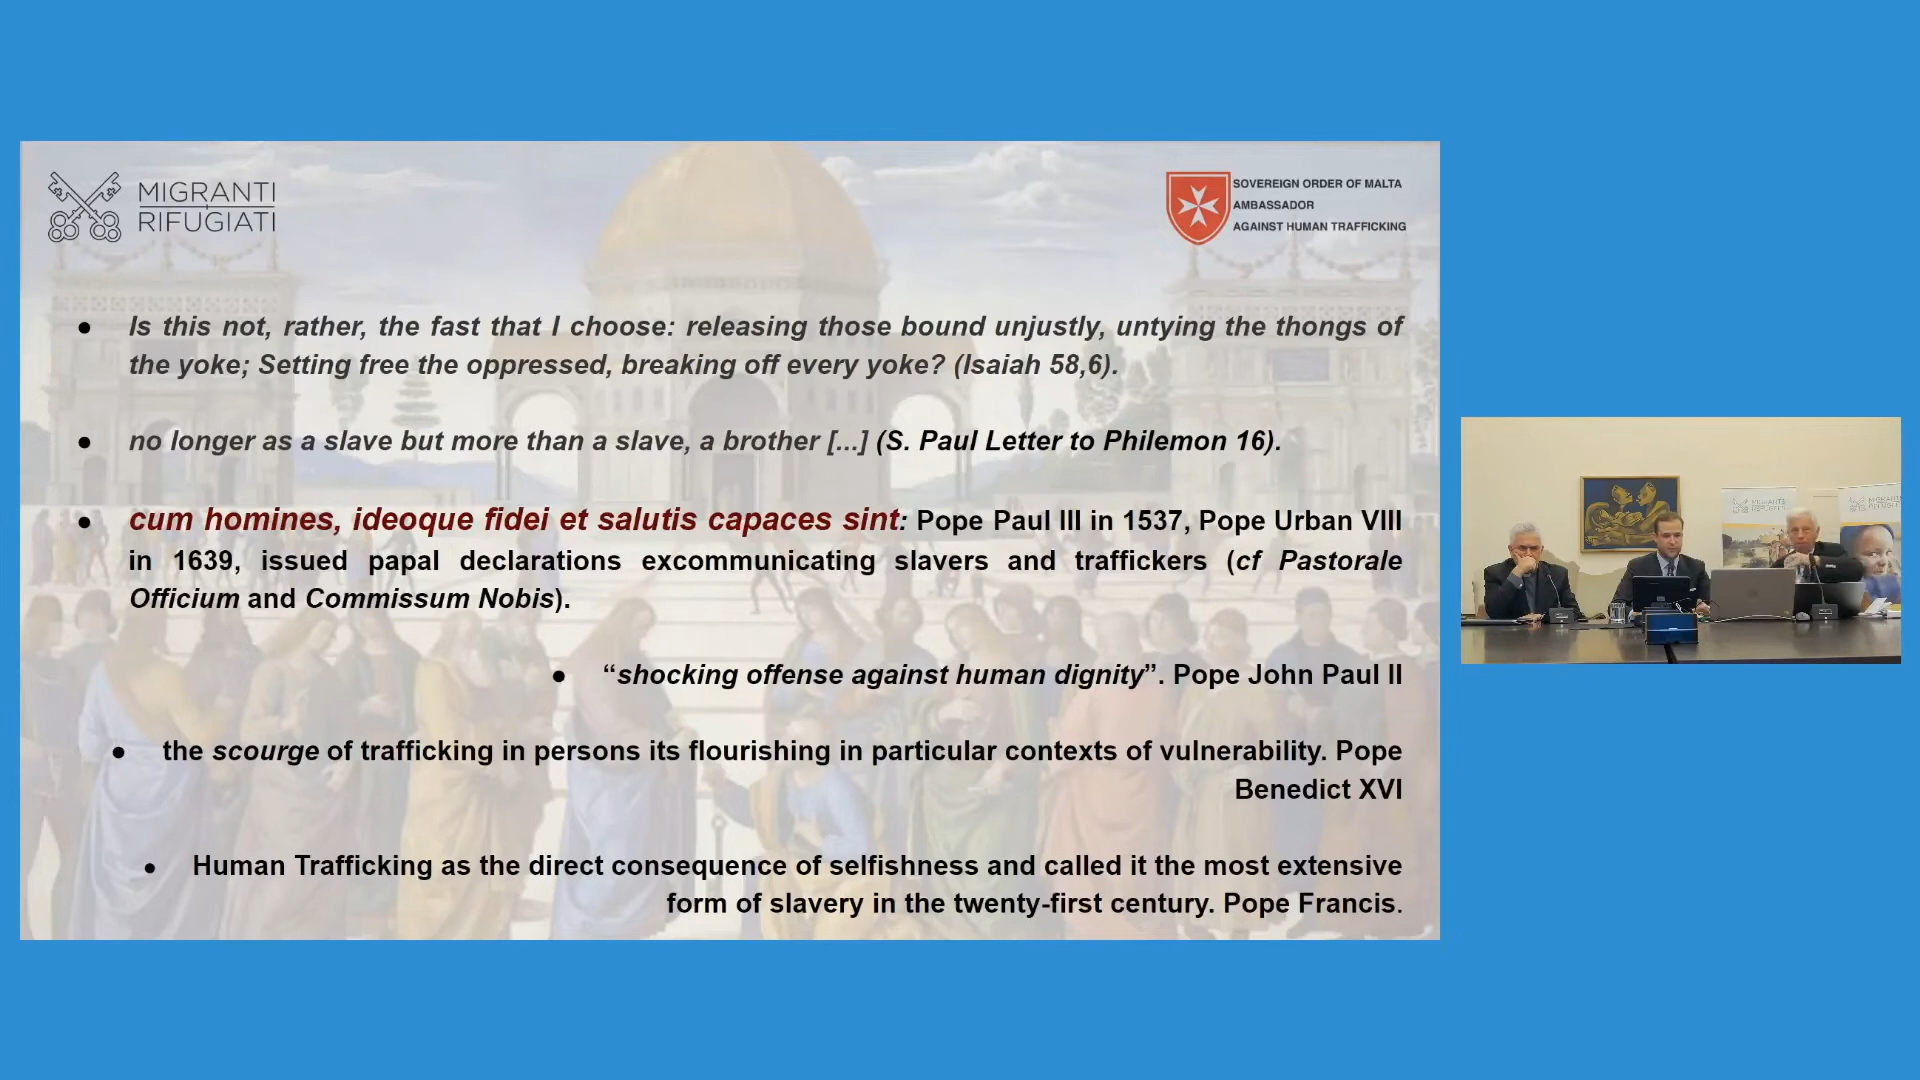 MIGRANTI
RIFUGIATI
SOVEREIGN ORDER OF MALTA
AMBASSADOR
AGAINST HUMAN TRAFFICKING
● Is this not, rather, the fast that I choose: releasing those bound unjustly, untying the thongs of
the yoke; Setting free the oppressed, breaking off every yoke? (Isaiah 58,6).
● no longer as a slave but more than a slave, a brother [...] (S. Paul Letter to Philemon 16).
● cum homines, ideoque fidei et salutis capaces sint: Pope Paul III in 1537, Pope Urban VIII
in 1639, issued papal declarations excommunicating slavers and traffickers (cf Pastorale
Officium and Commissum Nobis).
● “shocking offense against human dignity”. Pope John Paul II
● the scourge of trafficking in persons its flourishing in particular contexts of vulnerability. Pope
Benedict XVI
● Human Trafficking as the direct consequence of selfishness and called it the most extensive
form of slavery in the twenty-first century. Pope Francis.
MIGRANTI
RIFUGIATI